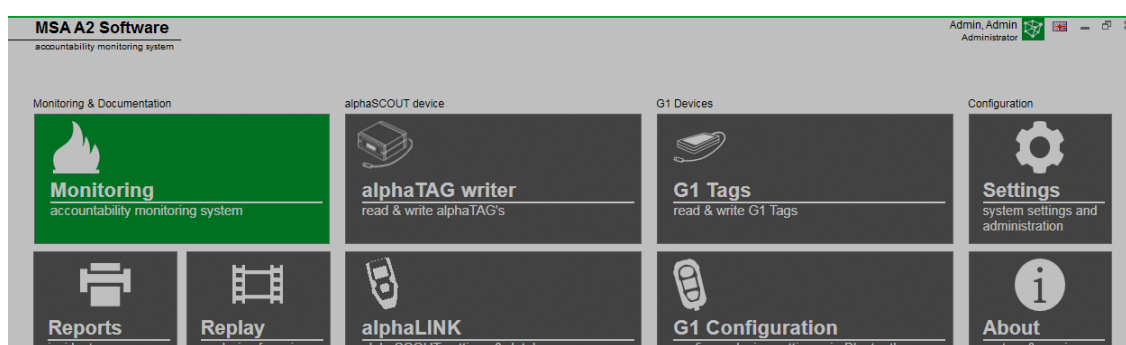 MSA A2 Software
accountability monitoring system
Admin, Admin
Administrator
Monitoring & Documentation
alphaSCOUT device
G1 Devices
Configuration
Monitoring
accountability monitoring system
alphaTAG writer
read & write alphaTAG's
G1 Tags
read & write G1 Tags
Settings
system settings and
administration
Reports
Replay
alphaLINK
G1 Configuration
About